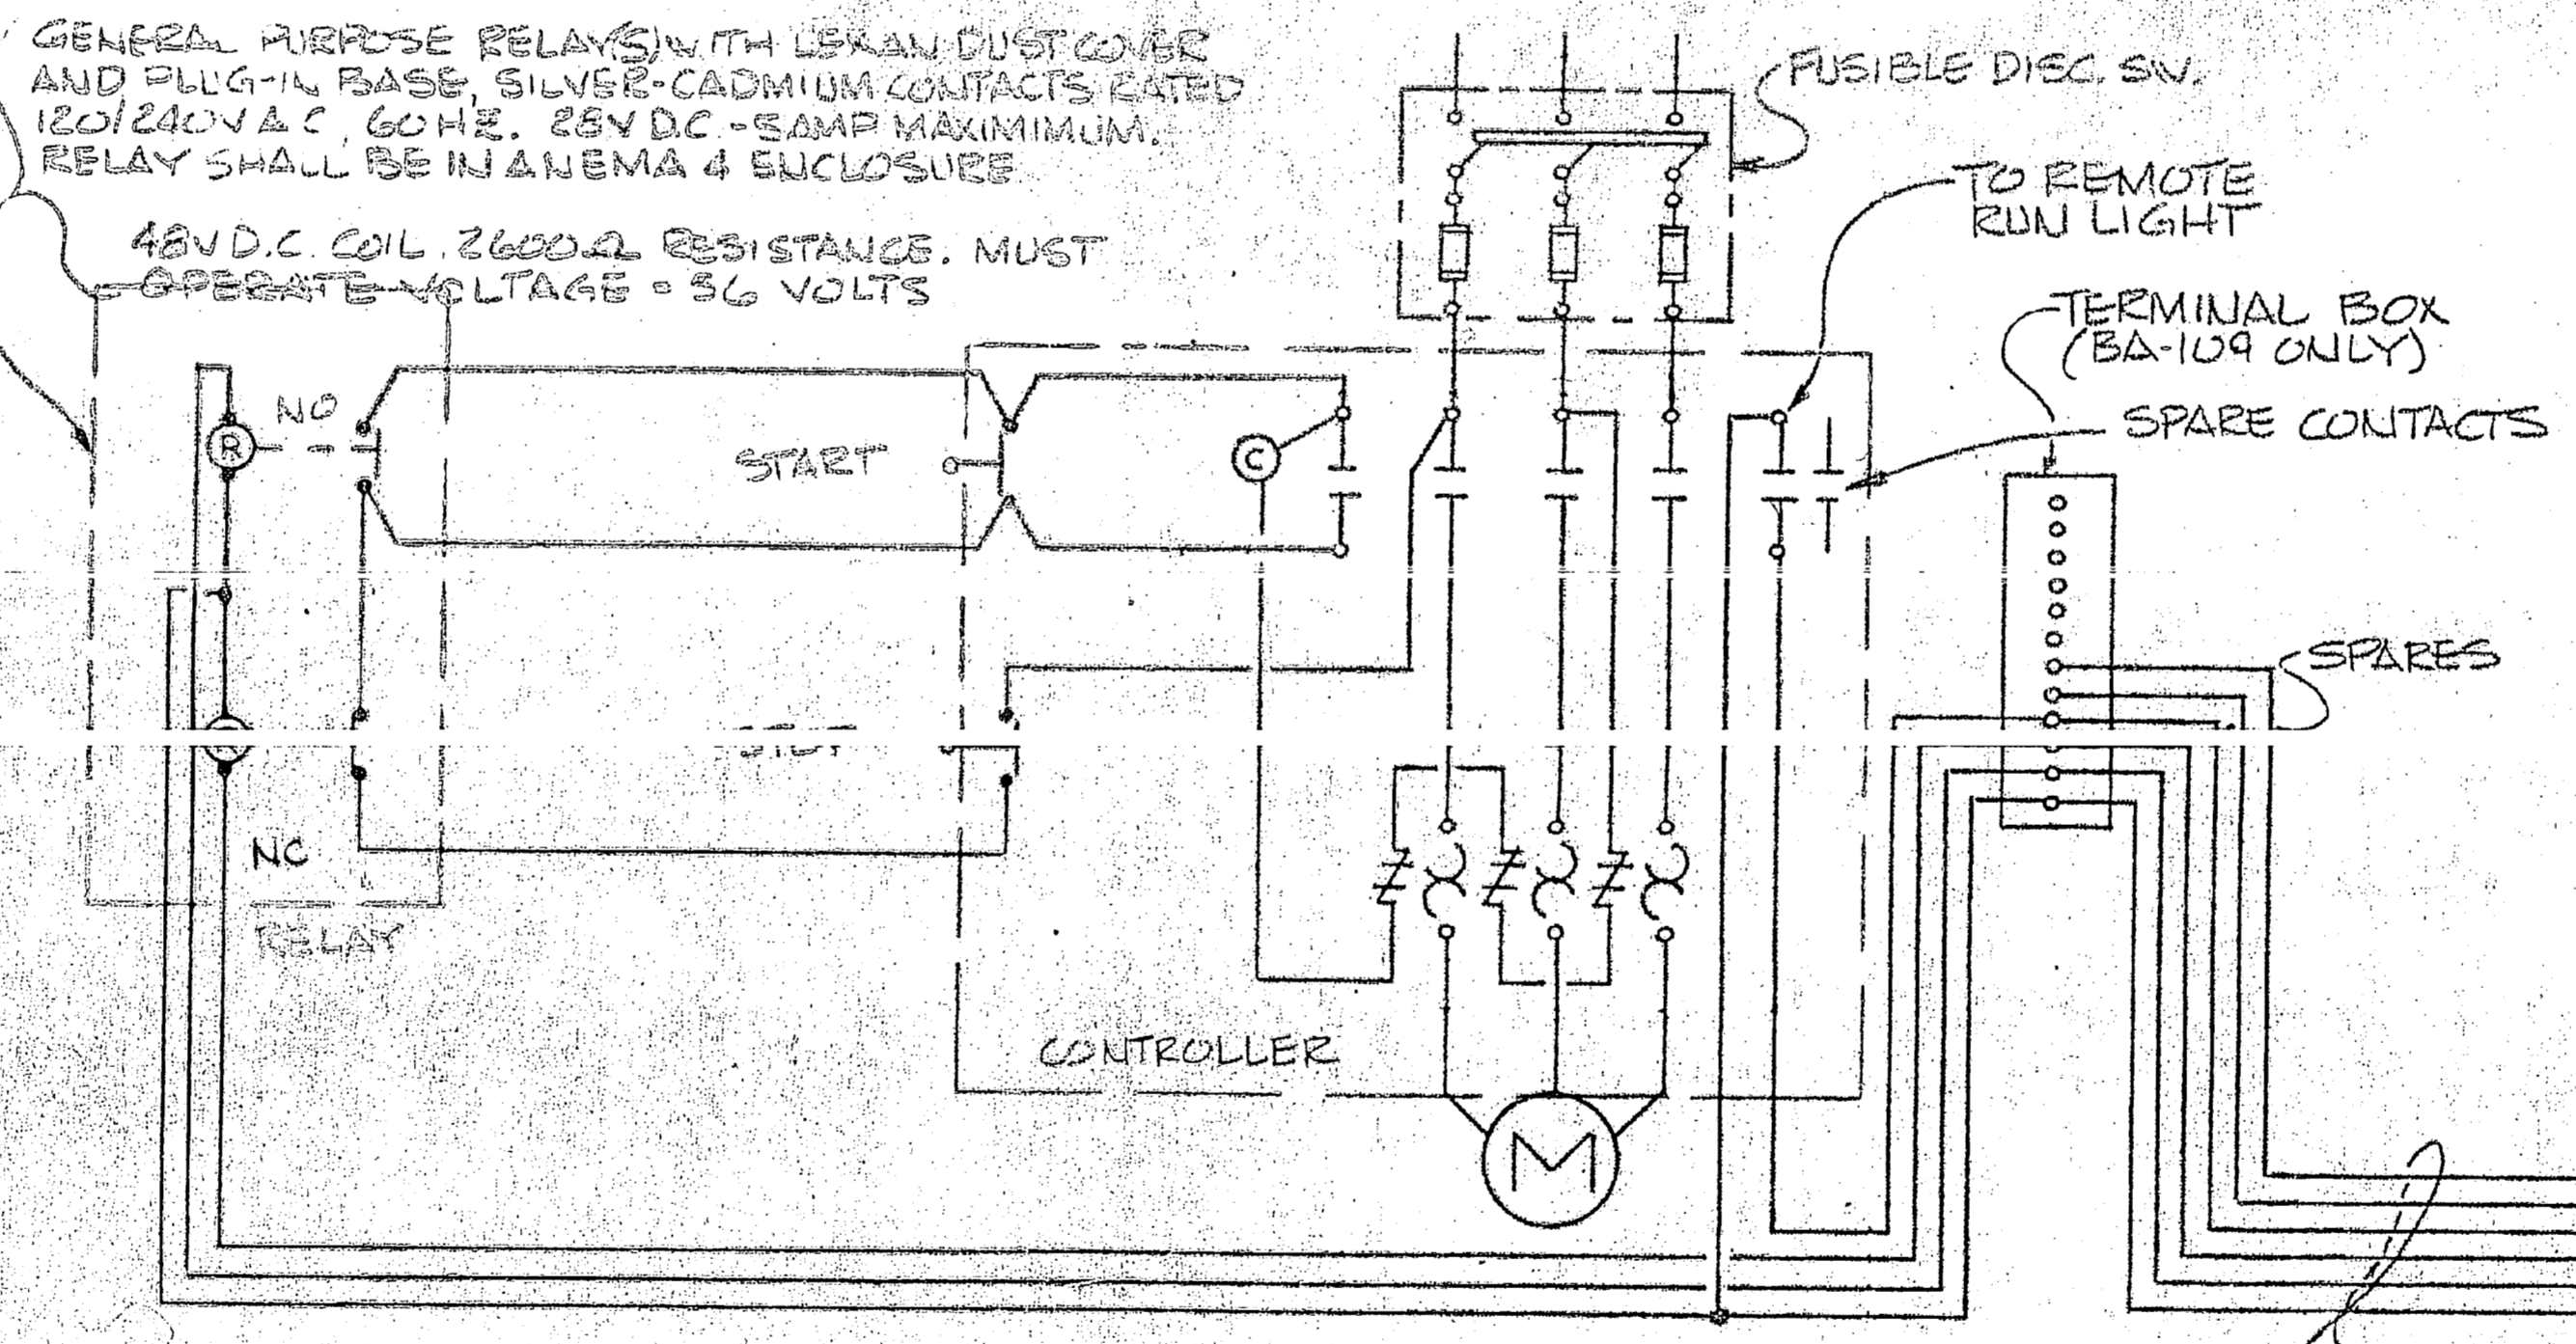 GENERAL PURPOSE RELAY(S) WITH LEXAN DUST COVER
AND PLUG-IN BASE, SILVER-CADMIUM CONTACTS RATED
120/240V A C, 60 HZ. 28V D.C. - 5AMP MAXIMIMUM.
RELAY SHALL BE IN A NEMA 4 ENCLOSURE
48V D.C. COIL. 2600Ω RESISTANCE. MUST
OPERATE VOLTAGE = 36 VOLTS
FUSIBLE DISC. SW.
TO REMOTE
RUN LIGHT
TERMINAL BOX
(BA-109 ONLY)
SPARE CONTACTS
NO
R
START
C
SPARES
NC
RELAY
CONTROLLER
M